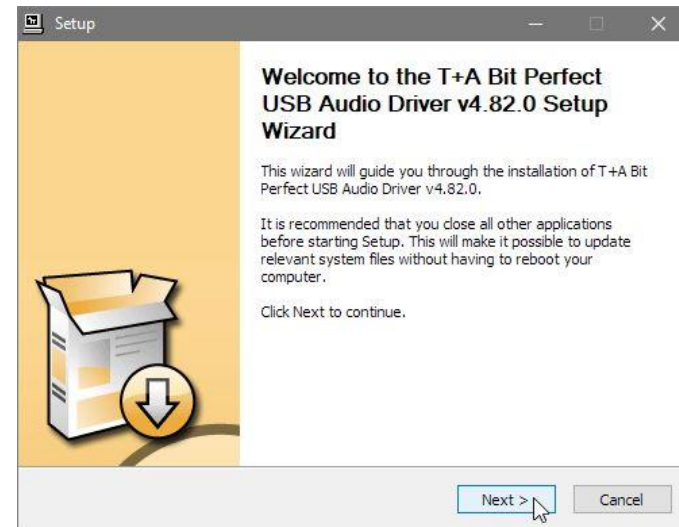 Setup
Welcome to the T+A Bit Perfect
USB Audio Driver v4.82.0 Setup
Wizard
This wizard will guide you through the installation of T+A Bit
Perfect USB Audio Driver v4.82.0.
It is recommended that you close all other applications
before starting Setup. This will make it possible to update
relevant system files without having to reboot your
computer.
Click Next to continue.
Next > Cancel